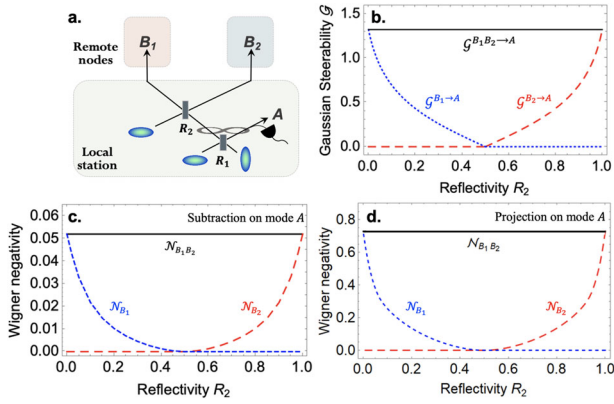 a.
Remote
nodes
B1
B2
A
R2
R1
Local
station
b.
Gaussian Steerability 𝒢
1.5
1.0
0.5
0.0
𝒢^{B1B2→A}
𝒢^{B1→A}
𝒢^{B2→A}
0.0 0.2 0.4 0.6 0.8 1.0
Reflectivity R2
c.
Subtraction on mode A
Wigner negativity
0.06
0.05
0.04
0.03
0.02
0.01
0.00
𝒩_{B1B2}
𝒩_{B1}
𝒩_{B2}
0.0 0.2 0.4 0.6 0.8 1.0
Reflectivity R2
d.
Projection on mode A
Wigner negativity
0.8
0.6
0.4
0.2
0.0
𝒩_{B1B2}
𝒩_{B1}
𝒩_{B2}
0.0 0.2 0.4 0.6 0.8 1.0
Reflectivity R2